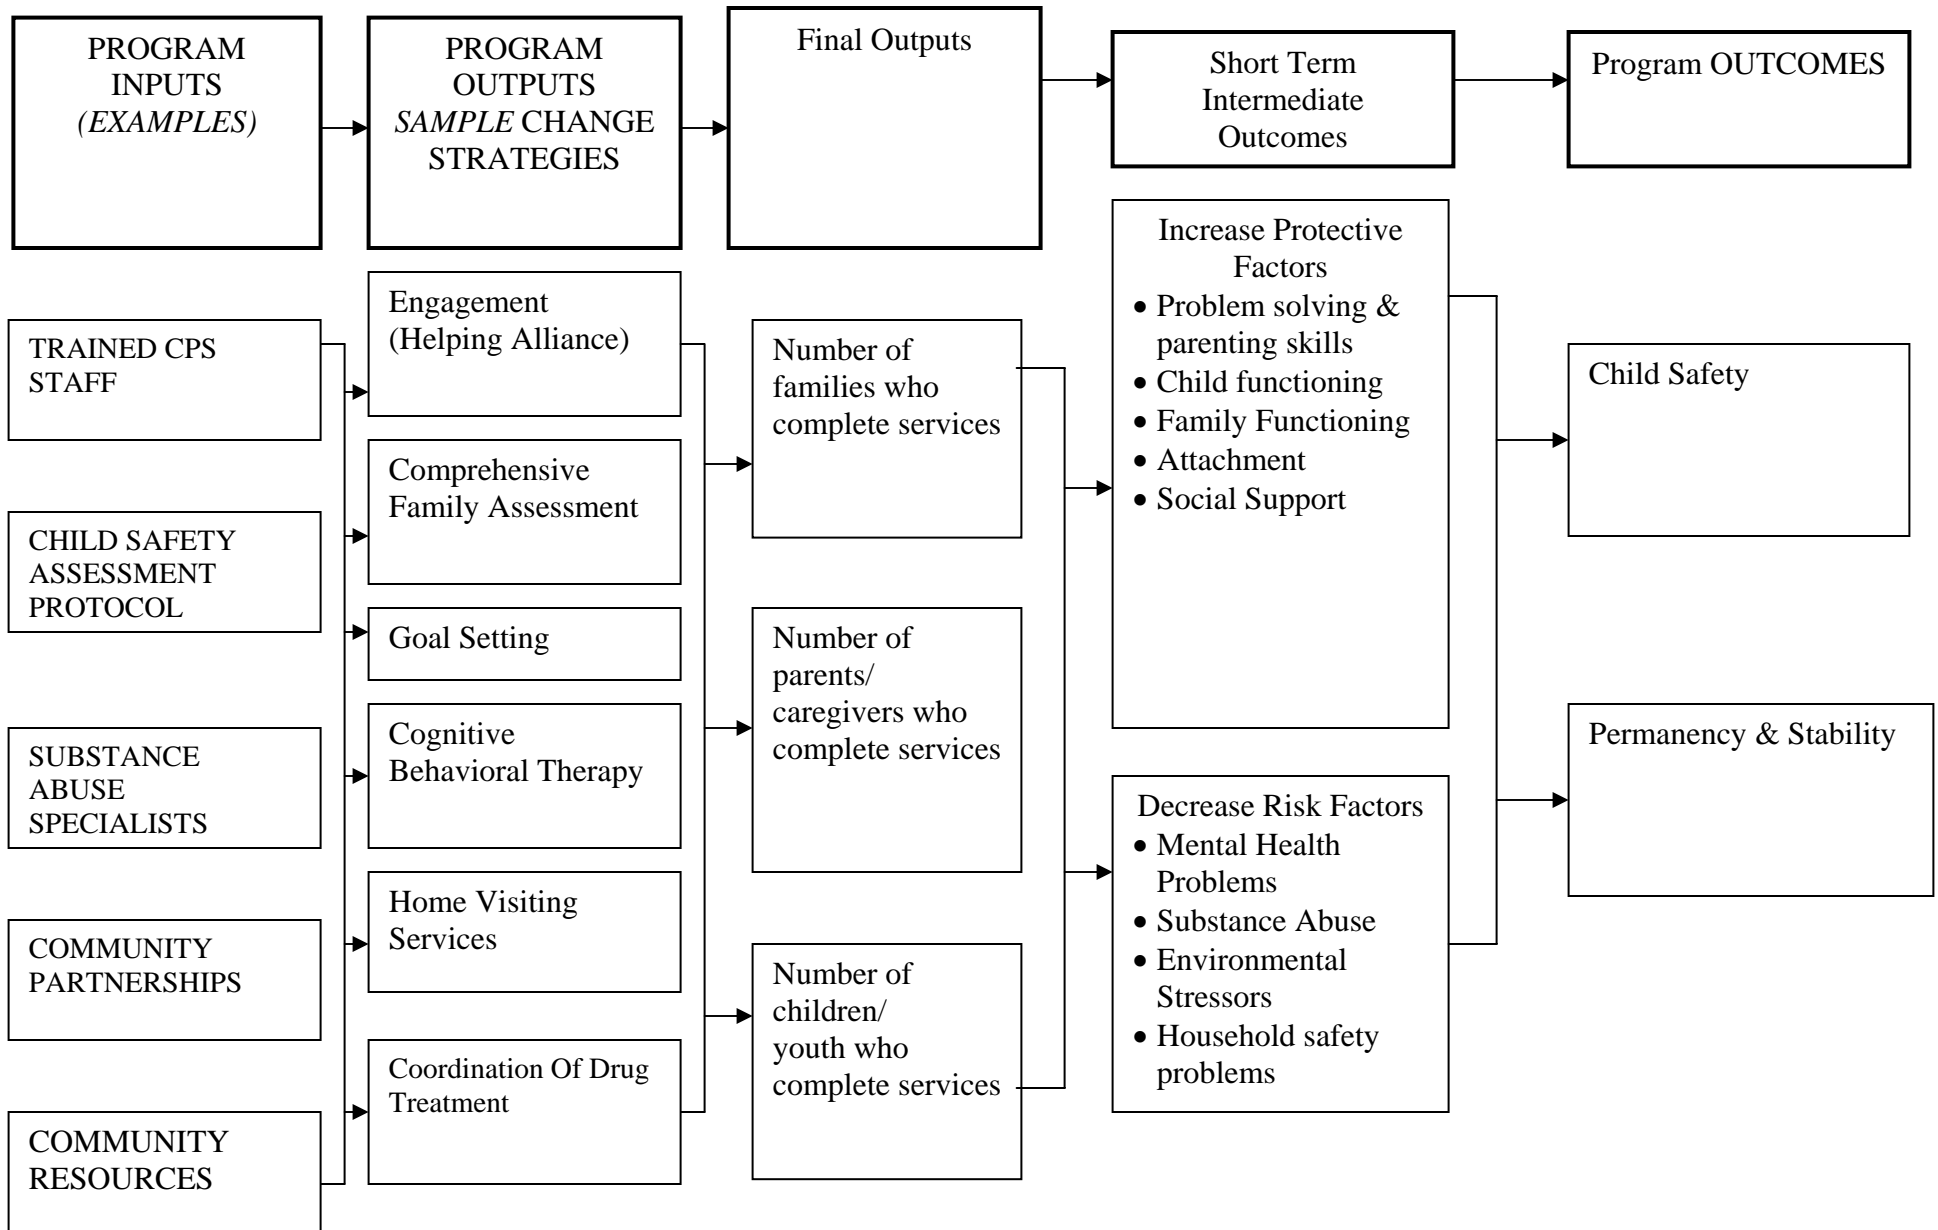 PROGRAM
INPUTS
(EXAMPLES)
PROGRAM
OUTPUTS
SAMPLE CHANGE
STRATEGIES
Final Outputs
Short Term
Intermediate
Outcomes
Program OUTCOMES
TRAINED CPS
STAFF
CHILD SAFETY
ASSESSMENT
PROTOCOL
SUBSTANCE
ABUSE
SPECIALISTS
COMMUNITY
PARTNERSHIPS
COMMUNITY
RESOURCES
Engagement
(Helping Alliance)
Comprehensive
Family Assessment
Goal Setting
Cognitive
Behavioral Therapy
Home Visiting
Services
Coordination Of Drug
Treatment
Number of
families who
complete services
Number of
parents/
caregivers who
complete services
Number of
children/
youth who
complete services
Increase Protective
Factors
• Problem solving &
parenting skills
• Child functioning
• Family Functioning
• Attachment
• Social Support
Decrease Risk Factors
• Mental Health
Problems
• Substance Abuse
• Environmental
Stressors
• Household safety
problems
Child Safety
Permanency & Stability